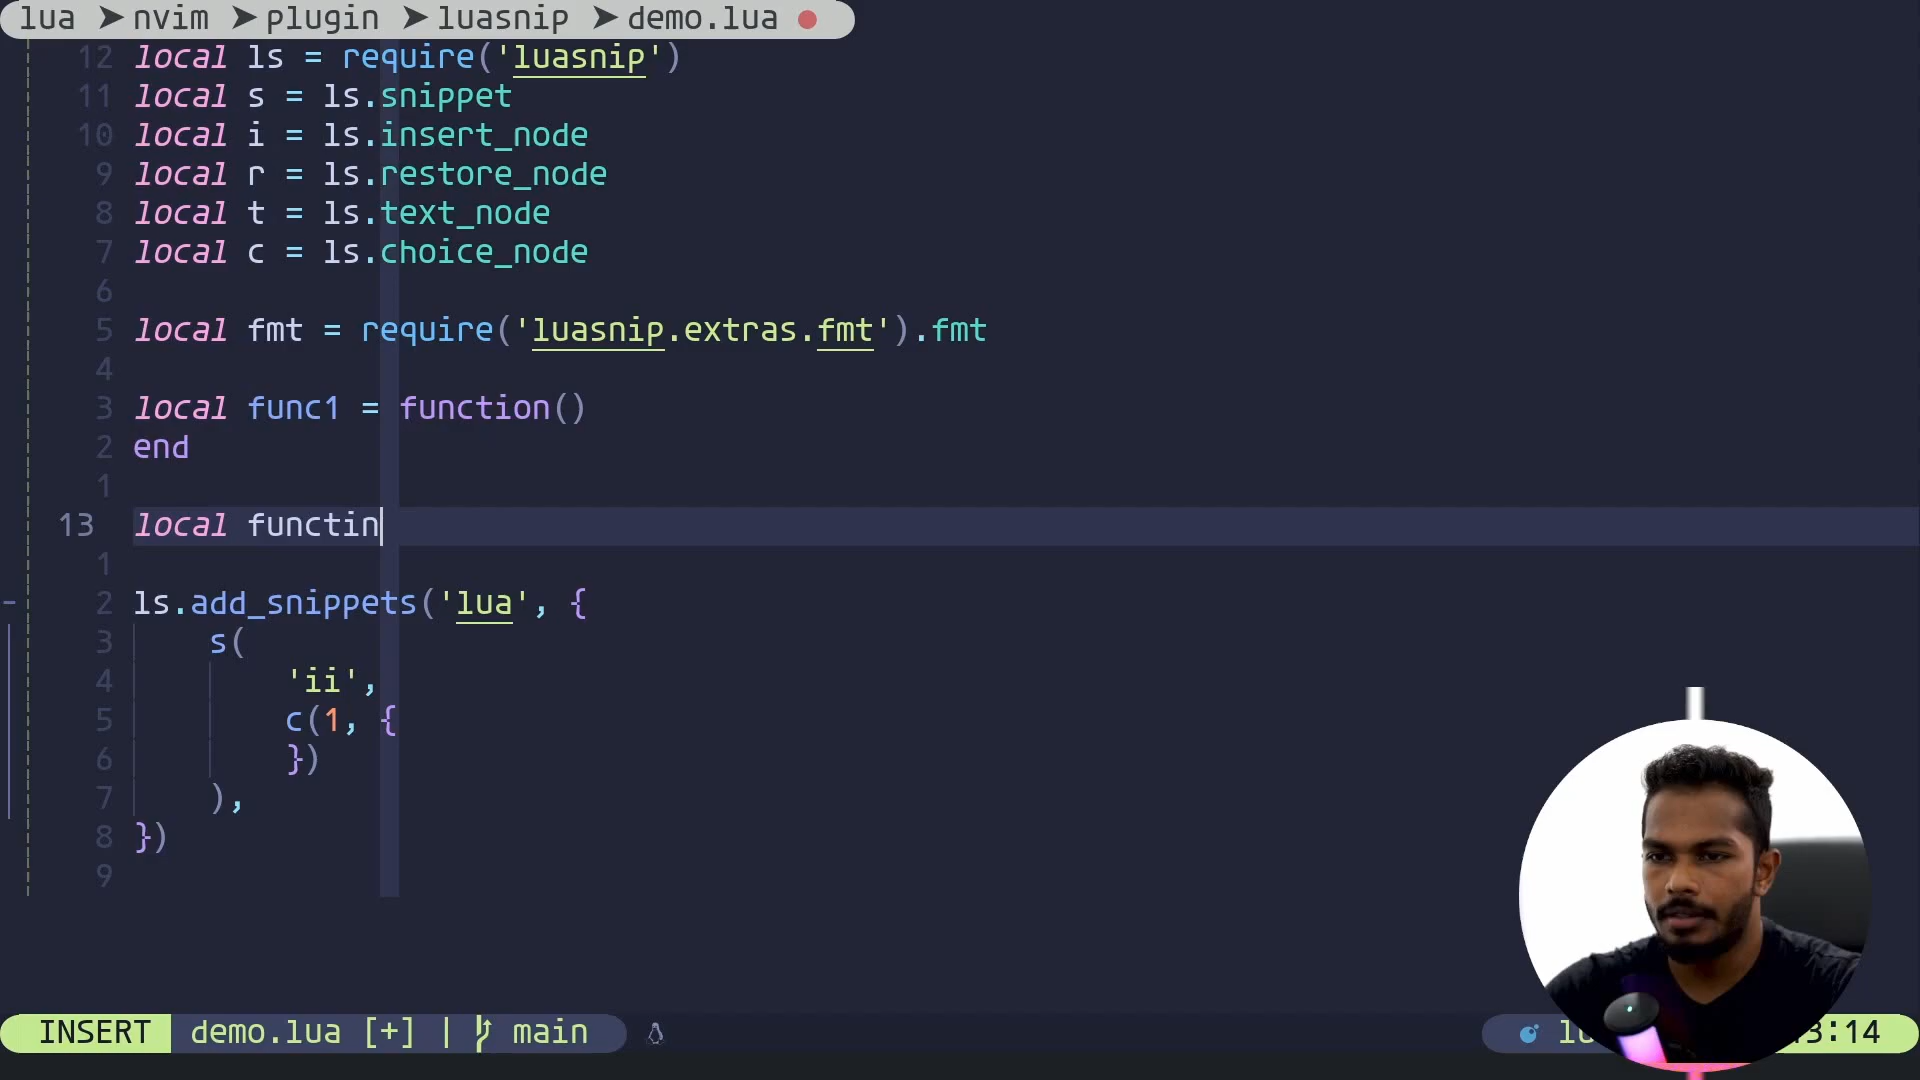 lua ➤ nvim ➤ plugin ➤ luasnip ➤ demo.lua ●
12 local ls = require('luasnip')
11 local s = ls.snippet
10 local i = ls.insert_node
9 local r = ls.restore_node
8 local t = ls.text_node
7 local c = ls.choice_node
6
5 local fmt = require('luasnip.extras.fmt').fmt
4
3 local func1 = function()
2 end
1
13 local functin
1
2 ls.add_snippets('lua', {
3 s(
4 'ii',
5 c(1, {
6 })
7 ),
8 })
9
INSERT demo.lua [+] | main
3:14